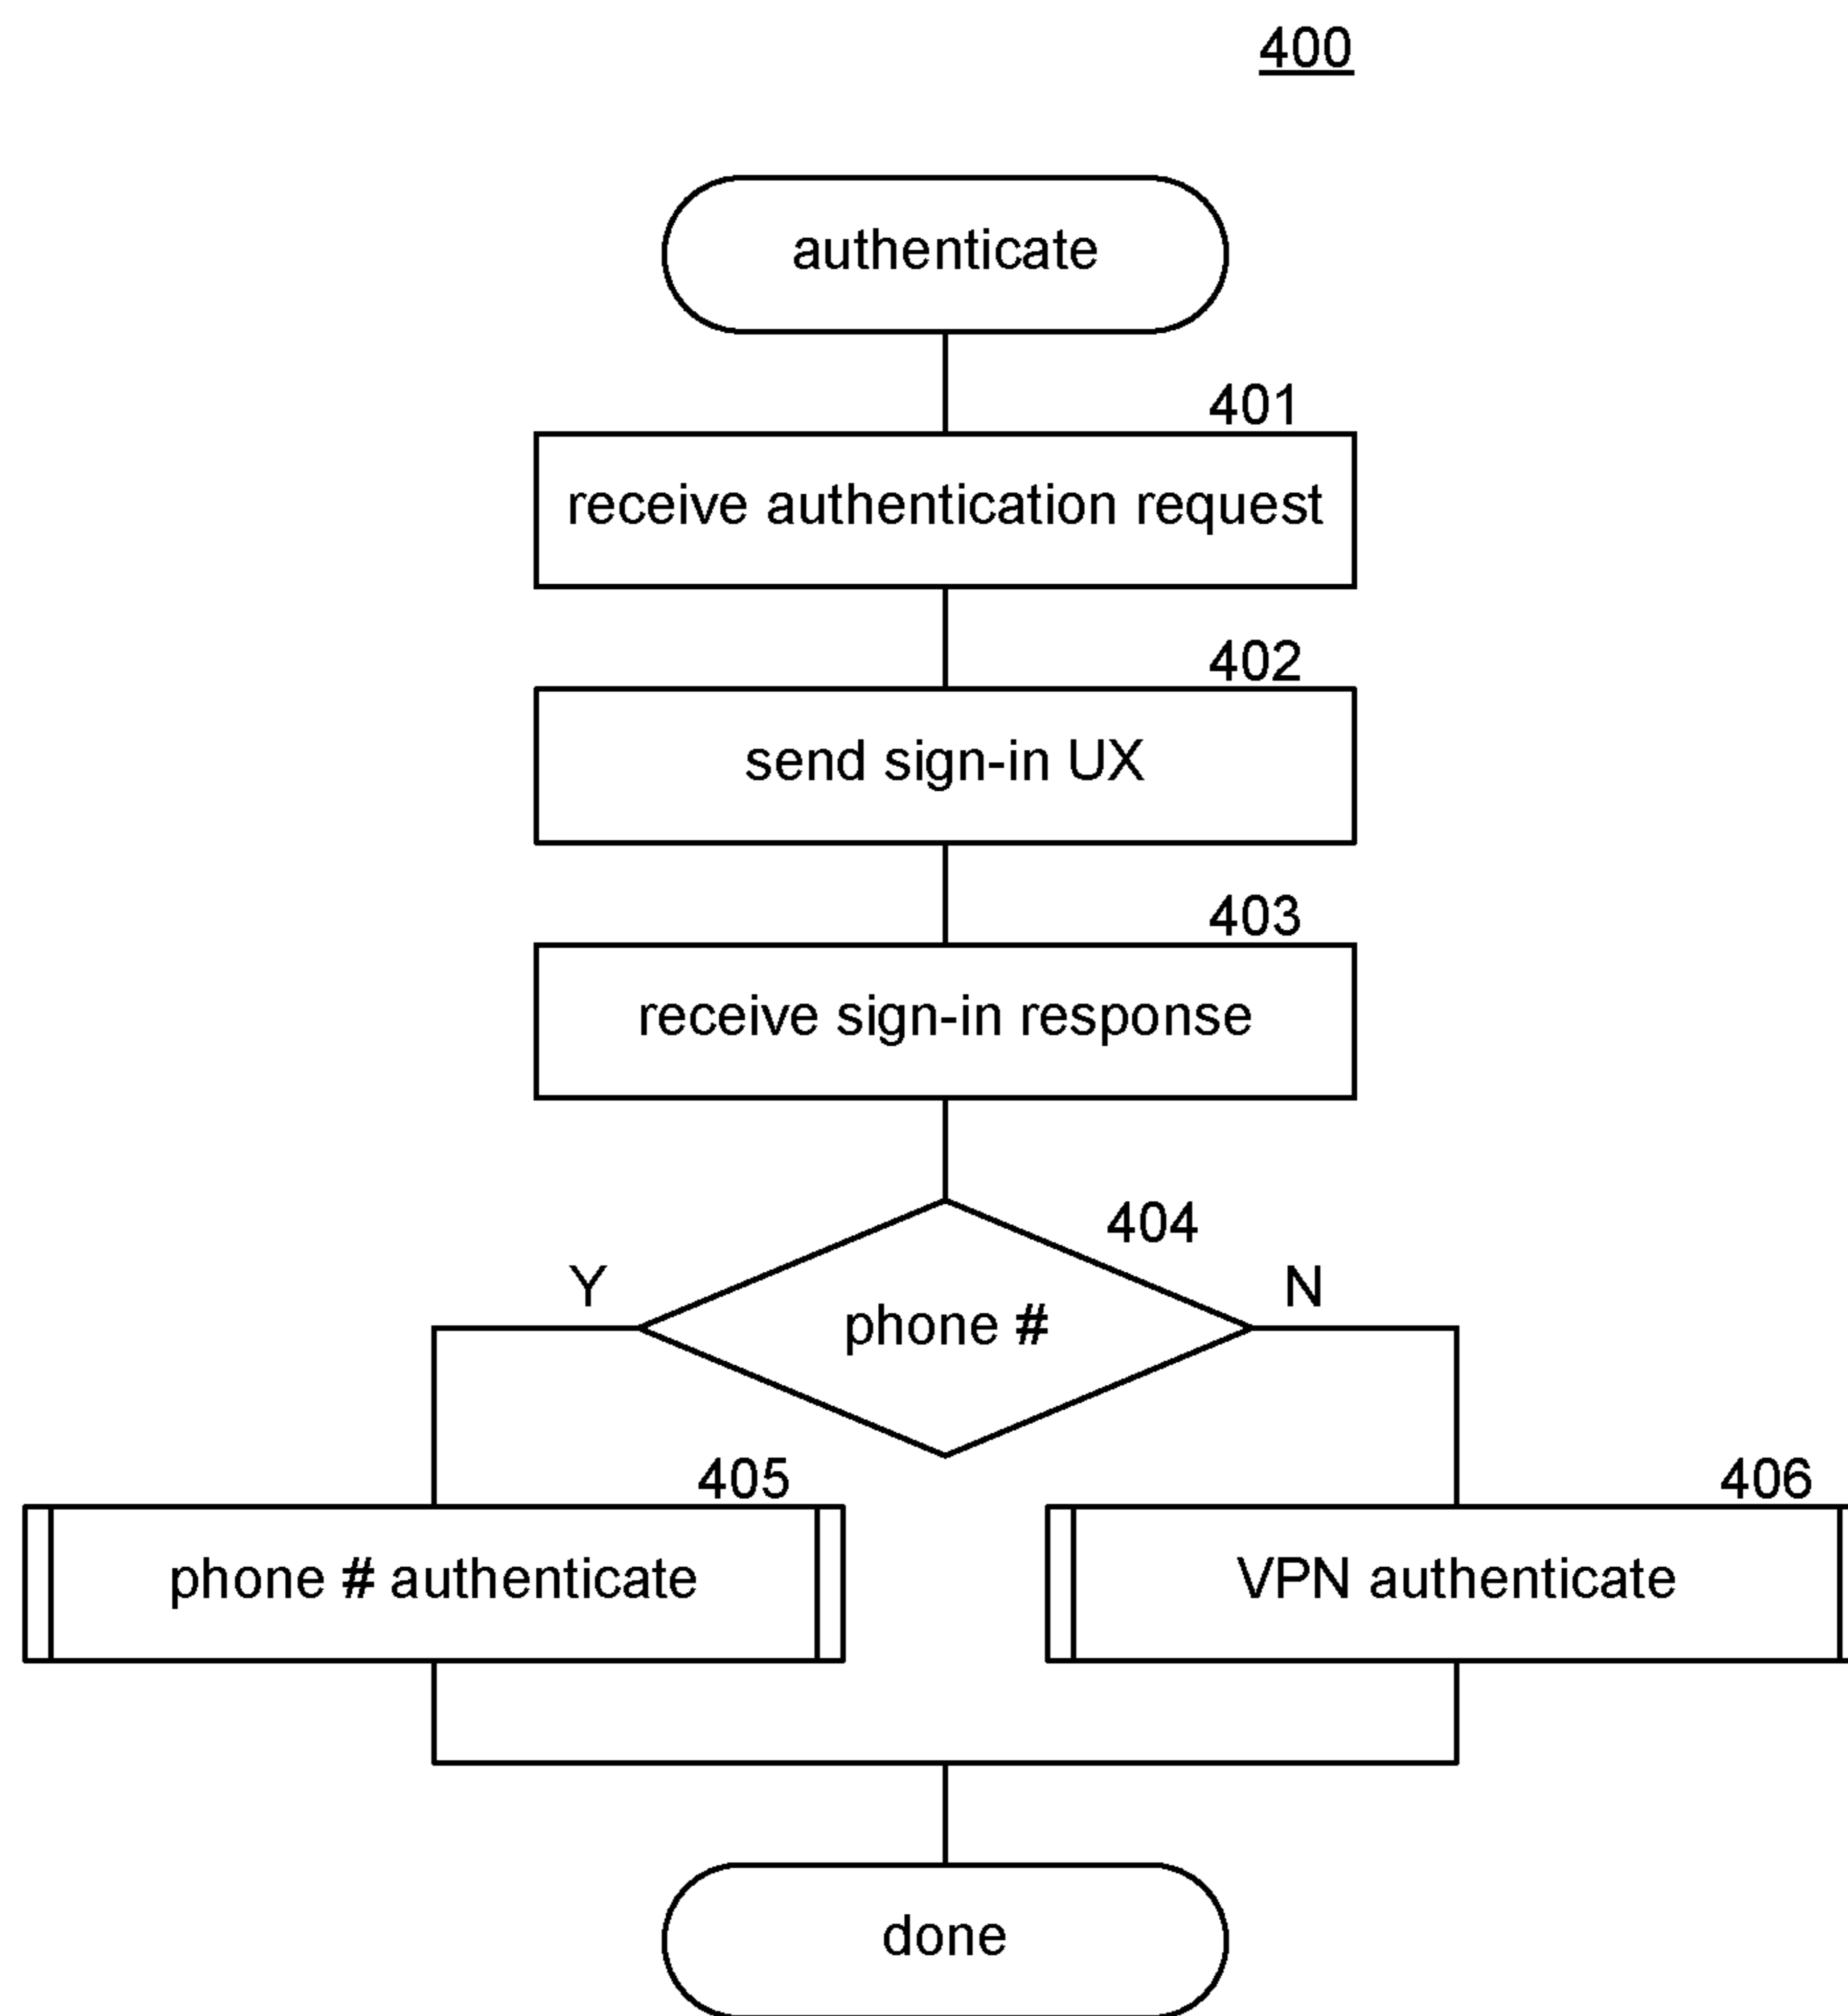 400
authenticate
401
receive authentication request
402
send sign-in UX
403
receive sign-in response
404
Y
N
phone #
405
406
phone # authenticate
VPN authenticate
done